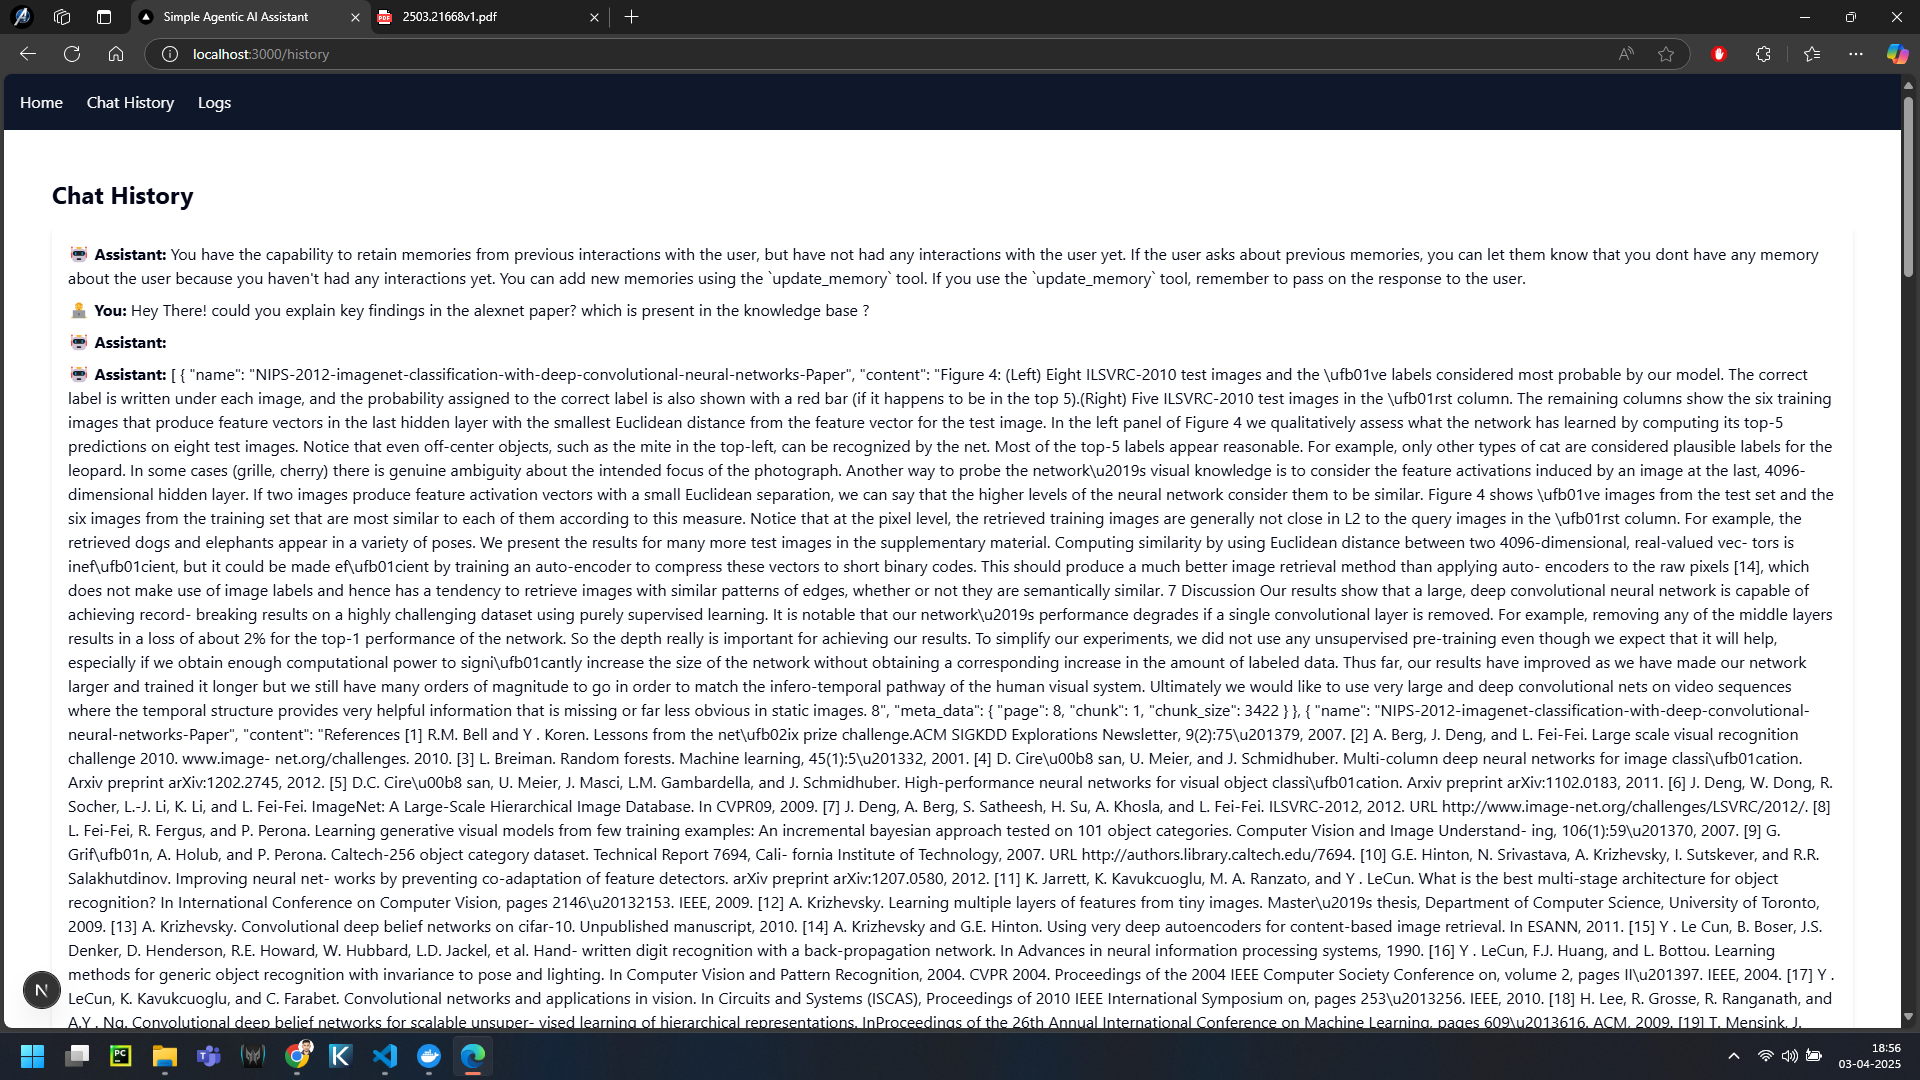 Simple Agentic AI Assistant
2503.21668v1.pdf
localhost:3000/history
Home Chat History Logs
Chat History
Assistant: You have the capability to retain memories from previous interactions with the user, but have not had any interactions with the user yet. If the user asks about previous memories, you can let them know that you dont have any memory
about the user because you haven't had any interactions yet. You can add new memories using the `update_memory` tool. If you use the `update_memory` tool, remember to pass on the response to the user.
You: Hey There! could you explain key findings in the alexnet paper? which is present in the knowledge base ?
Assistant:
Assistant: [ { "name": "NIPS-2012-imagenet-classification-with-deep-convolutional-neural-networks-Paper", "content": "Figure 4: (Left) Eight ILSVRC-2010 test images and the \ufb01ve labels considered most probable by our model. The correct
label is written under each image, and the probability assigned to the correct label is also shown with a red bar (if it happens to be in the top 5).(Right) Five ILSVRC-2010 test images in the \ufb01rst column. The remaining columns show the six training
images that produce feature vectors in the last hidden layer with the smallest Euclidean distance from the feature vector for the test image. In the left panel of Figure 4 we qualitatively assess what the network has learned by computing its top-5
predictions on eight test images. Notice that even off-center objects, such as the mite in the top-left, can be recognized by the net. Most of the top-5 labels appear reasonable. For example, only other types of cat are considered plausible labels for the
leopard. In some cases (grille, cherry) there is genuine ambiguity about the intended focus of the photograph. Another way to probe the network\u2019s visual knowledge is to consider the feature activations induced by an image at the last, 4096-
dimensional hidden layer. If two images produce feature activation vectors with a small Euclidean separation, we can say that the higher levels of the neural network consider them to be similar. Figure 4 shows \ufb01ve images from the test set and the
six images from the training set that are most similar to each of them according to this measure. Notice that at the pixel level, the retrieved training images are generally not close in L2 to the query images in the \ufb01rst column. For example, the
retrieved dogs and elephants appear in a variety of poses. We present the results for many more test images in the supplementary material. Computing similarity by using Euclidean distance between two 4096-dimensional, real-valued vec- tors is
inef\ufb01cient, but it could be made ef\ufb01cient by training an auto-encoder to compress these vectors to short binary codes. This should produce a much better image retrieval method than applying auto- encoders to the raw pixels [14], which
does not make use of image labels and hence has a tendency to retrieve images with similar patterns of edges, whether or not they are semantically similar. 7 Discussion Our results show that a large, deep convolutional neural network is capable of
achieving record- breaking results on a highly challenging dataset using purely supervised learning. It is notable that our network\u2019s performance degrades if a single convolutional layer is removed. For example, removing any of the middle layers
results in a loss of about 2% for the top-1 performance of the network. So the depth really is important for achieving our results. To simplify our experiments, we did not use any unsupervised pre-training even though we expect that it will help,
especially if we obtain enough computational power to signi\ufb01cantly increase the size of the network without obtaining a corresponding increase in the amount of labeled data. Thus far, our results have improved as we have made our network
larger and trained it longer but we still have many orders of magnitude to go in order to match the infero-temporal pathway of the human visual system. Ultimately we would like to use very large and deep convolutional nets on video sequences
where the temporal structure provides very helpful information that is missing or far less obvious in static images. 8", "meta_data": { "page": 8, "chunk": 1, "chunk_size": 3422 } }, { "name": "NIPS-2012-imagenet-classification-with-deep-convolutional-
neural-networks-Paper", "content": "References [1] R.M. Bell and Y . Koren. Lessons from the net\ufb02ix prize challenge.ACM SIGKDD Explorations Newsletter, 9(2):75\u201379, 2007. [2] A. Berg, J. Deng, and L. Fei-Fei. Large scale visual recognition
challenge 2010. www.image- net.org/challenges. 2010. [3] L. Breiman. Random forests. Machine learning, 45(1):5\u201332, 2001. [4] D. Cire\u00b8 san, U. Meier, and J. Schmidhuber. Multi-column deep neural networks for image classi\ufb01cation.
Arxiv preprint arXiv:1202.2745, 2012. [5] D.C. Cire\u00b8 san, U. Meier, J. Masci, L.M. Gambardella, and J. Schmidhuber. High-performance neural networks for visual object classi\ufb01cation. Arxiv preprint arXiv:1102.0183, 2011. [6] J. Deng, W. Dong, R.
Socher, L.-J. Li, K. Li, and L. Fei-Fei. ImageNet: A Large-Scale Hierarchical Image Database. In CVPR09, 2009. [7] J. Deng, A. Berg, S. Satheesh, H. Su, A. Khosla, and L. Fei-Fei. ILSVRC-2012, 2012. URL http://www.image-net.org/challenges/LSVRC/2012/. [8]
L. Fei-Fei, R. Fergus, and P. Perona. Learning generative visual models from few training examples: An incremental bayesian approach tested on 101 object categories. Computer Vision and Image Understand- ing, 106(1):59\u201370, 2007. [9] G.
Grif\ufb01n, A. Holub, and P. Perona. Caltech-256 object category dataset. Technical Report 7694, Cali- fornia Institute of Technology, 2007. URL http://authors.library.caltech.edu/7694. [10] G.E. Hinton, N. Srivastava, A. Krizhevsky, I. Sutskever, and R.R.
Salakhutdinov. Improving neural net- works by preventing co-adaptation of feature detectors. arXiv preprint arXiv:1207.0580, 2012. [11] K. Jarrett, K. Kavukcuoglu, M. A. Ranzato, and Y . LeCun. What is the best multi-stage architecture for object
recognition? In International Conference on Computer Vision, pages 2146\u20132153. IEEE, 2009. [12] A. Krizhevsky. Learning multiple layers of features from tiny images. Master\u2019s thesis, Department of Computer Science, University of Toronto,
2009. [13] A. Krizhevsky. Convolutional deep belief networks on cifar-10. Unpublished manuscript, 2010. [14] A. Krizhevsky and G.E. Hinton. Using very deep autoencoders for content-based image retrieval. In ESANN, 2011. [15] Y . Le Cun, B. Boser, J.S.
Denker, D. Henderson, R.E. Howard, W. Hubbard, L.D. Jackel, et al. Hand- written digit recognition with a back-propagation network. In Advances in neural information processing systems, 1990. [16] Y . LeCun, F.J. Huang, and L. Bottou. Learning
methods for generic object recognition with invariance to pose and lighting. In Computer Vision and Pattern Recognition, 2004. CVPR 2004. Proceedings of the 2004 IEEE Computer Society Conference on, volume 2, pages II\u201397. IEEE, 2004. [17] Y .
LeCun, K. Kavukcuoglu, and C. Farabet. Convolutional networks and applications in vision. In Circuits and Systems (ISCAS), Proceedings of 2010 IEEE International Symposium on, pages 253\u2013256. IEEE, 2010. [18] H. Lee, R. Grosse, R. Ranganath, and
A.Y . Ng. Convolutional deep belief networks for scalable unsuper- vised learning of hierarchical representations. InProceedings of the 26th Annual International Conference on Machine Learning, pages 609\u2013616. ACM, 2009. [19] T. Mensink, J.
N
18:56
03-04-2025